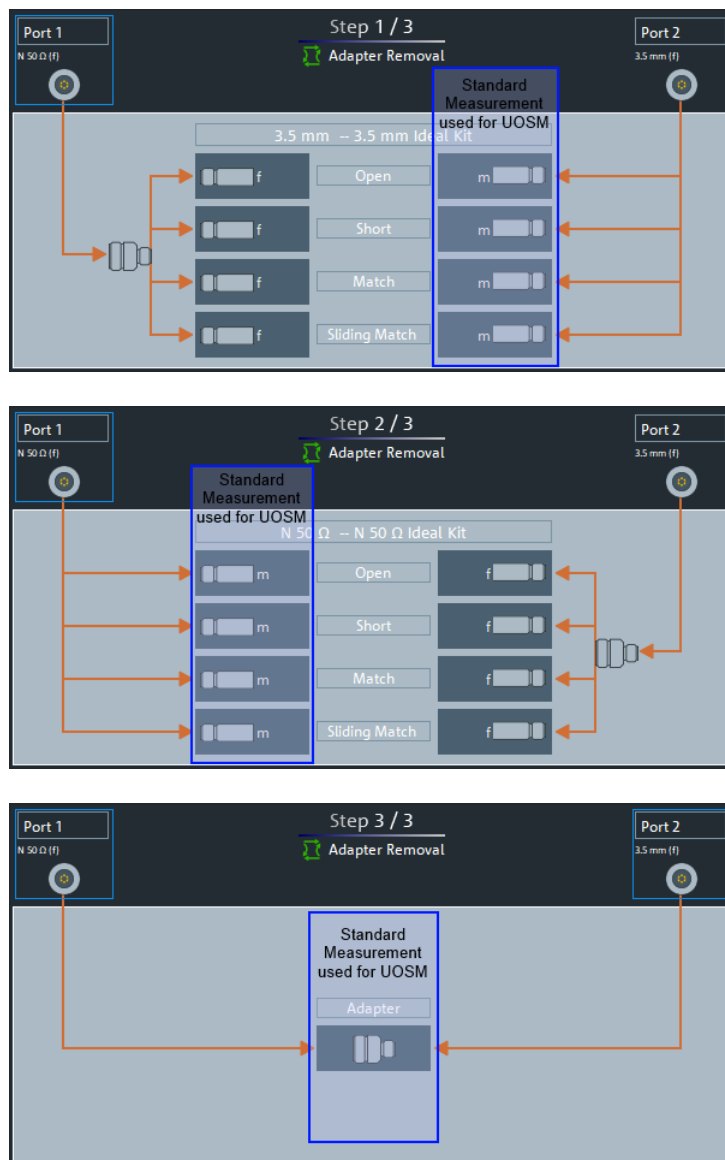 Port 1
Step 1 / 3
Port 2
N 50 Ω (f)
Adapter Removal
3.5 mm (f)
Standard
Measurement
used for UOSM
3.5 mm -- 3.5 mm Ideal Kit
f
Open
m
f
Short
m
f
Match
m
f
Sliding Match
m
Port 1
Step 2 / 3
Port 2
N 50 Ω (f)
Adapter Removal
3.5 mm (f)
Standard
Measurement
used for UOSM
N 50 Ω -- N 50 Ω Ideal Kit
m
Open
f
m
Short
f
m
Match
f
m
Sliding Match
f
Port 1
Step 3 / 3
Port 2
N 50 Ω (f)
Adapter Removal
3.5 mm (f)
Standard
Measurement
used for UOSM
Adapter